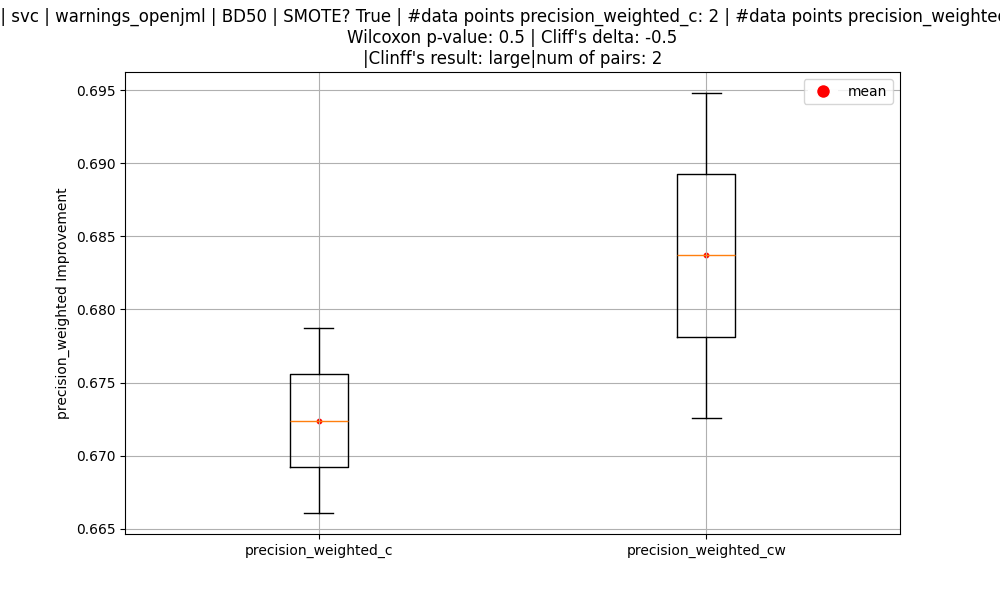 | svc | warnings_openjml | BD50 | SMOTE? True | #data points precision_weighted_c: 2 | #data points
Wilcoxon p-value: 0.5 | Cliff's delta: -0.5
|Clinff's result: large|num of pairs: 2
mean
0.695
0.690
0.685
0.680
0.675
0.670
0.665
precision_weighted Improvement
precision_weighted_c
precision_weighted_cw